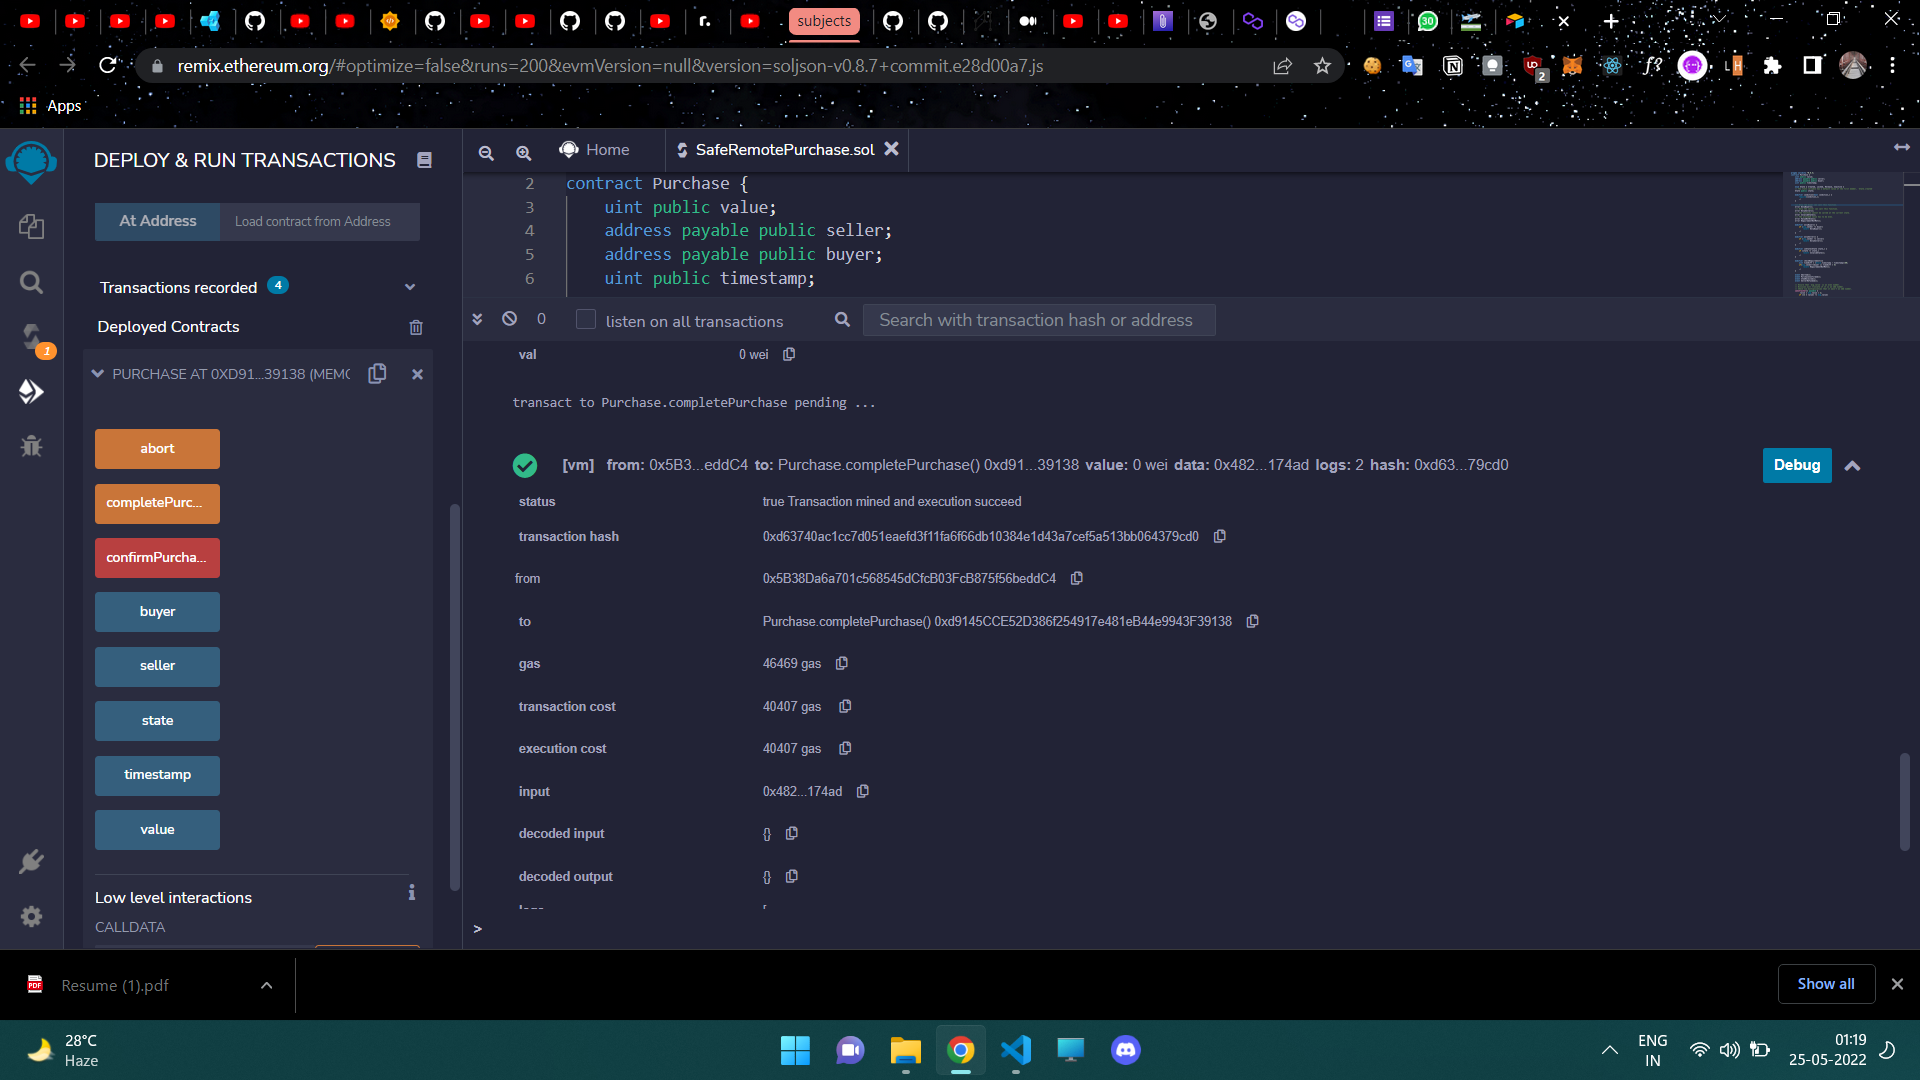 subjects
30
remix.ethereum.org/#optimize=false&runs=200&evmVersion=null&version=soljson-v0.8.7+commit.e28d00a7.js
2
Apps
DEPLOY & RUN TRANSACTIONS
At Address
Load contract from Address
Transactions recorded 4
Deployed Contracts
1
PURCHASE AT 0XD91...39138 (MEMO
abort
completePurc...
confirmPurcha...
buyer
seller
state
timestamp
value
Low level interactions
CALLDATA
Home
SafeRemotePurchase.sol
2 contract Purchase {
3 uint public value;
4 address payable public seller;
5 address payable public buyer;
6 uint public timestamp;
0
listen on all transactions
Search with transaction hash or address
val 0 wei
transact to Purchase.completePurchase pending ...
[vm] from: 0x5B3...eddC4 to: Purchase.completePurchase() 0xd91...39138 value: 0 wei data: 0x482...174ad logs: 2 hash: 0xd63...79cd0
Debug
status true Transaction mined and execution succeed
transaction hash 0xd63740ac1cc7d051eaefd3f11fa6f66db10384e1d43a7cef5a513bb064379cd0
from 0x5B38Da6a701c568545dCfcB03FcB875f56beddC4
to Purchase.completePurchase() 0xd9145CCE52D386f254917e481eB44e9943F39138
gas 46469 gas
transaction cost 40407 gas
execution cost 40407 gas
input 0x482...174ad
decoded input {}
decoded output {}
logs [
>
Resume (1).pdf
Show all
28°C
Haze
ENG
IN
01:19
25-05-2022